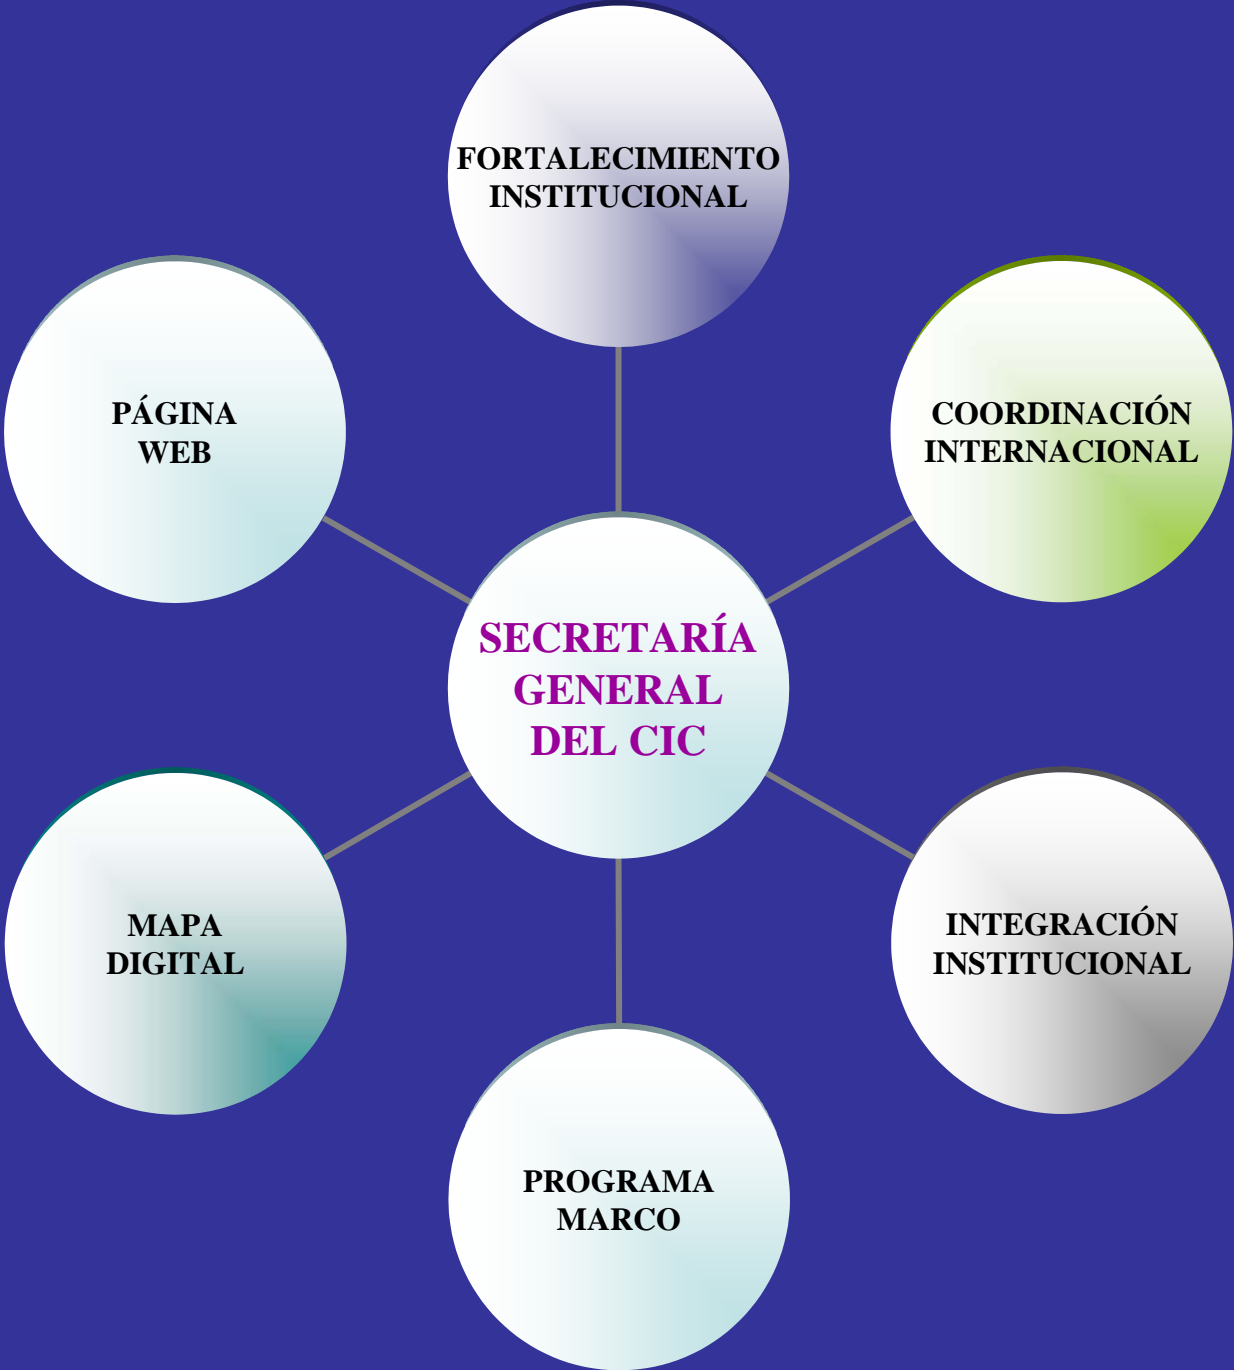 FORTALECIMIENTO
INSTITUCIONAL
PÁGINA
WEB
COORDINACIÓN
INTERNACIONAL
SECRETARÍA
GENERAL
DEL CIC
MAPA
DIGITAL
INTEGRACIÓN
INSTITUCIONAL
PROGRAMA
MARCO